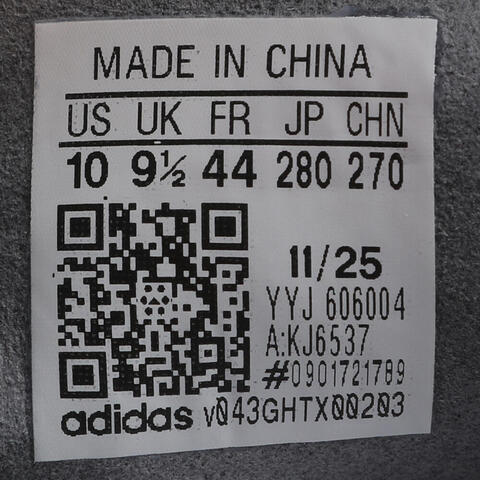 MADE IN CHINA
US UK FR JP CHN
10 9½ 44 280 270
11/25
YYJ 606004
A:KJ6537
#0901721789
adidas v043GHTX00203